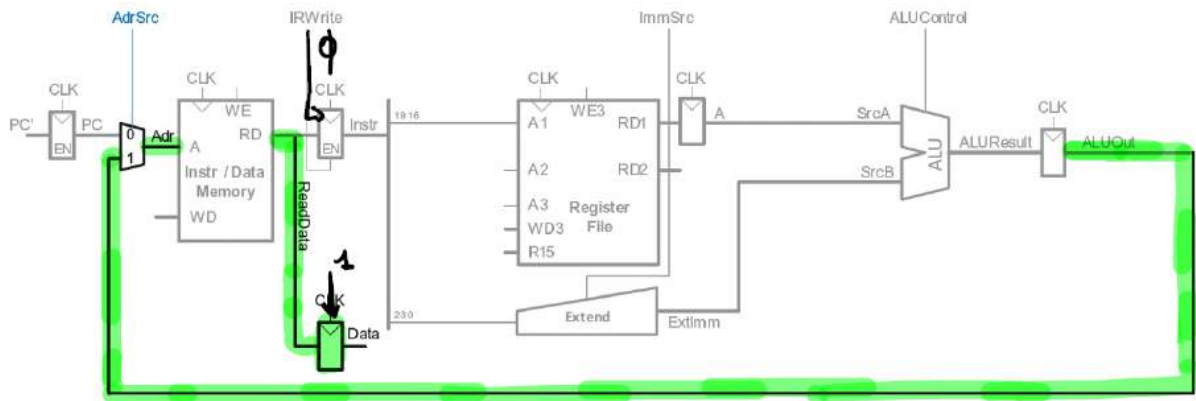 AdrSrc
IRWrite
ImmSrc
ALUControl
0
CLK
CLK
CLK
CLK
CLK
CLK
PC'
PC
EN
0
1
Adr
A
WE
RD
Instr / Data
Memory
WD
EN
Instr
19:16
A1
WE3
RD1
A
SrcA
A2
RD2
A3
WD3
R15
Register
File
SrcB
ALU
ALUResult
ALUOut
ReadData
1
CLK
Data
23:0
Extend
ExtImm